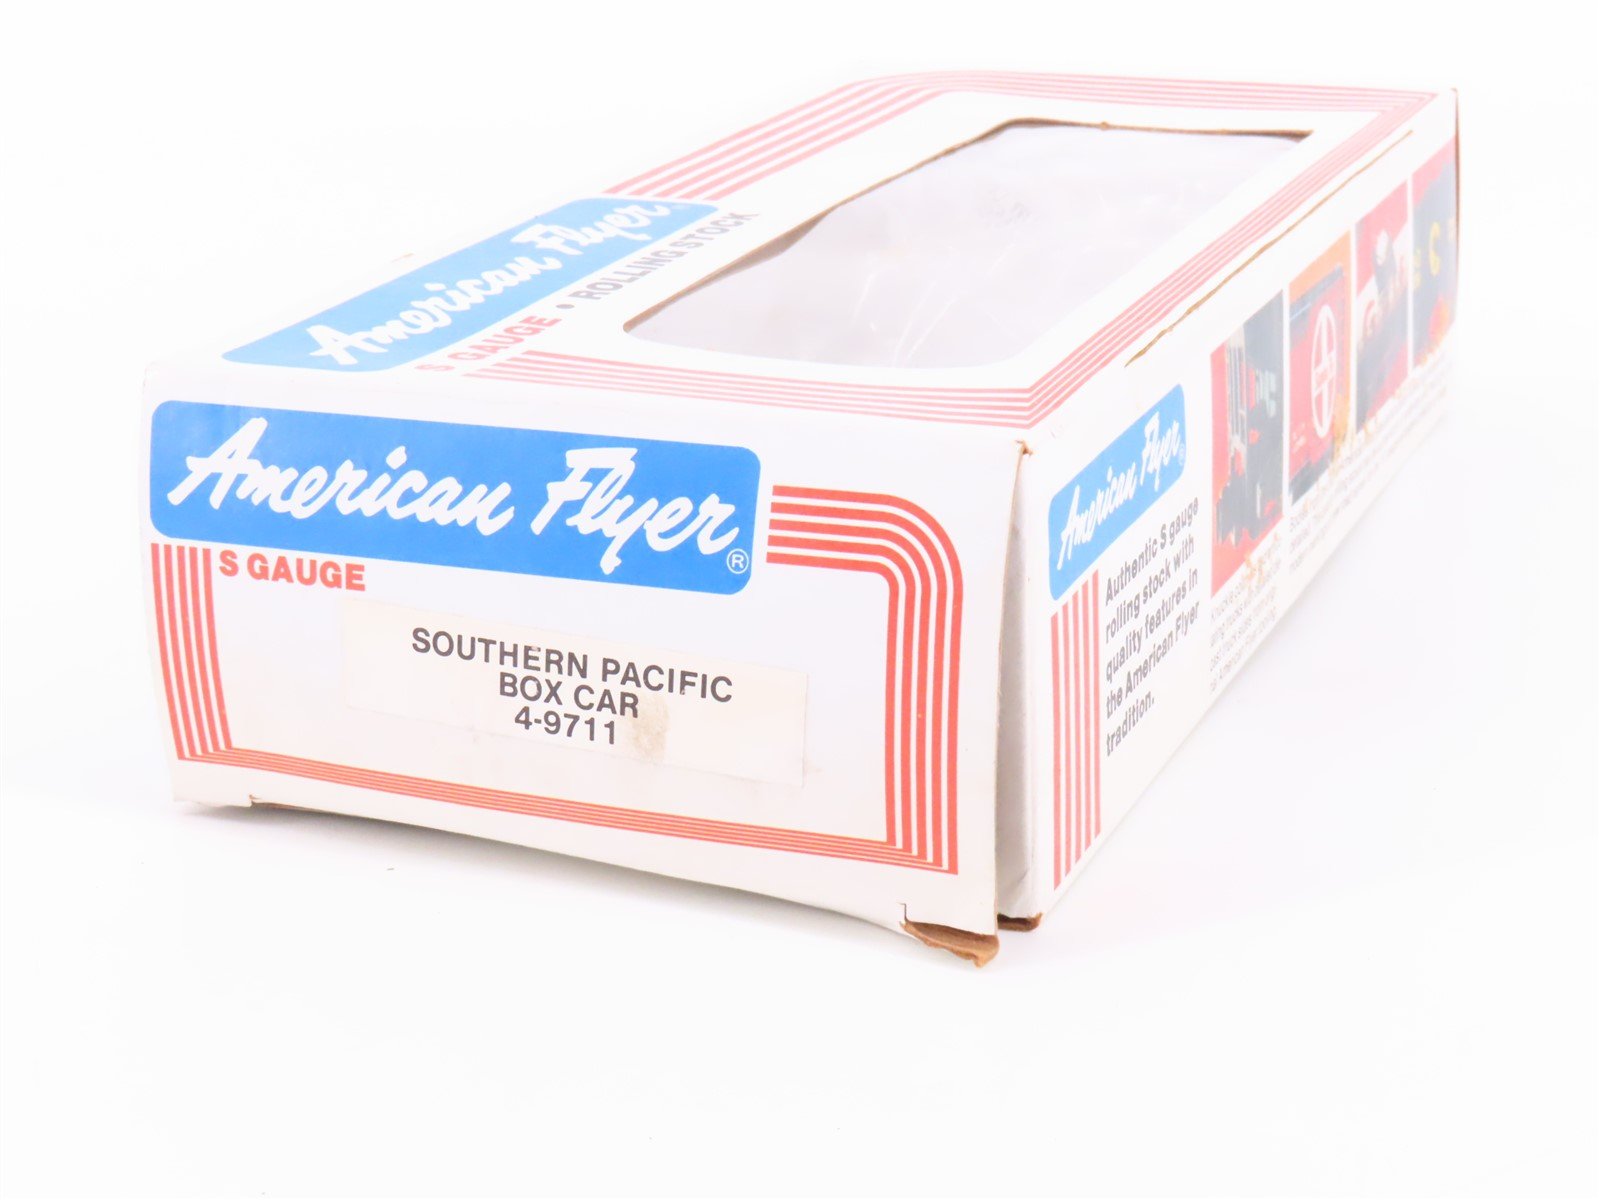 American Flyer
S GAUGE • ROLLING STOCK
American Flyer®
S GAUGE
SOUTHERN PACIFIC
BOX CAR
4-9711
American Flyer®
Authentic S gauge
rolling stock with
quality features in
the American Flyer
tradition.